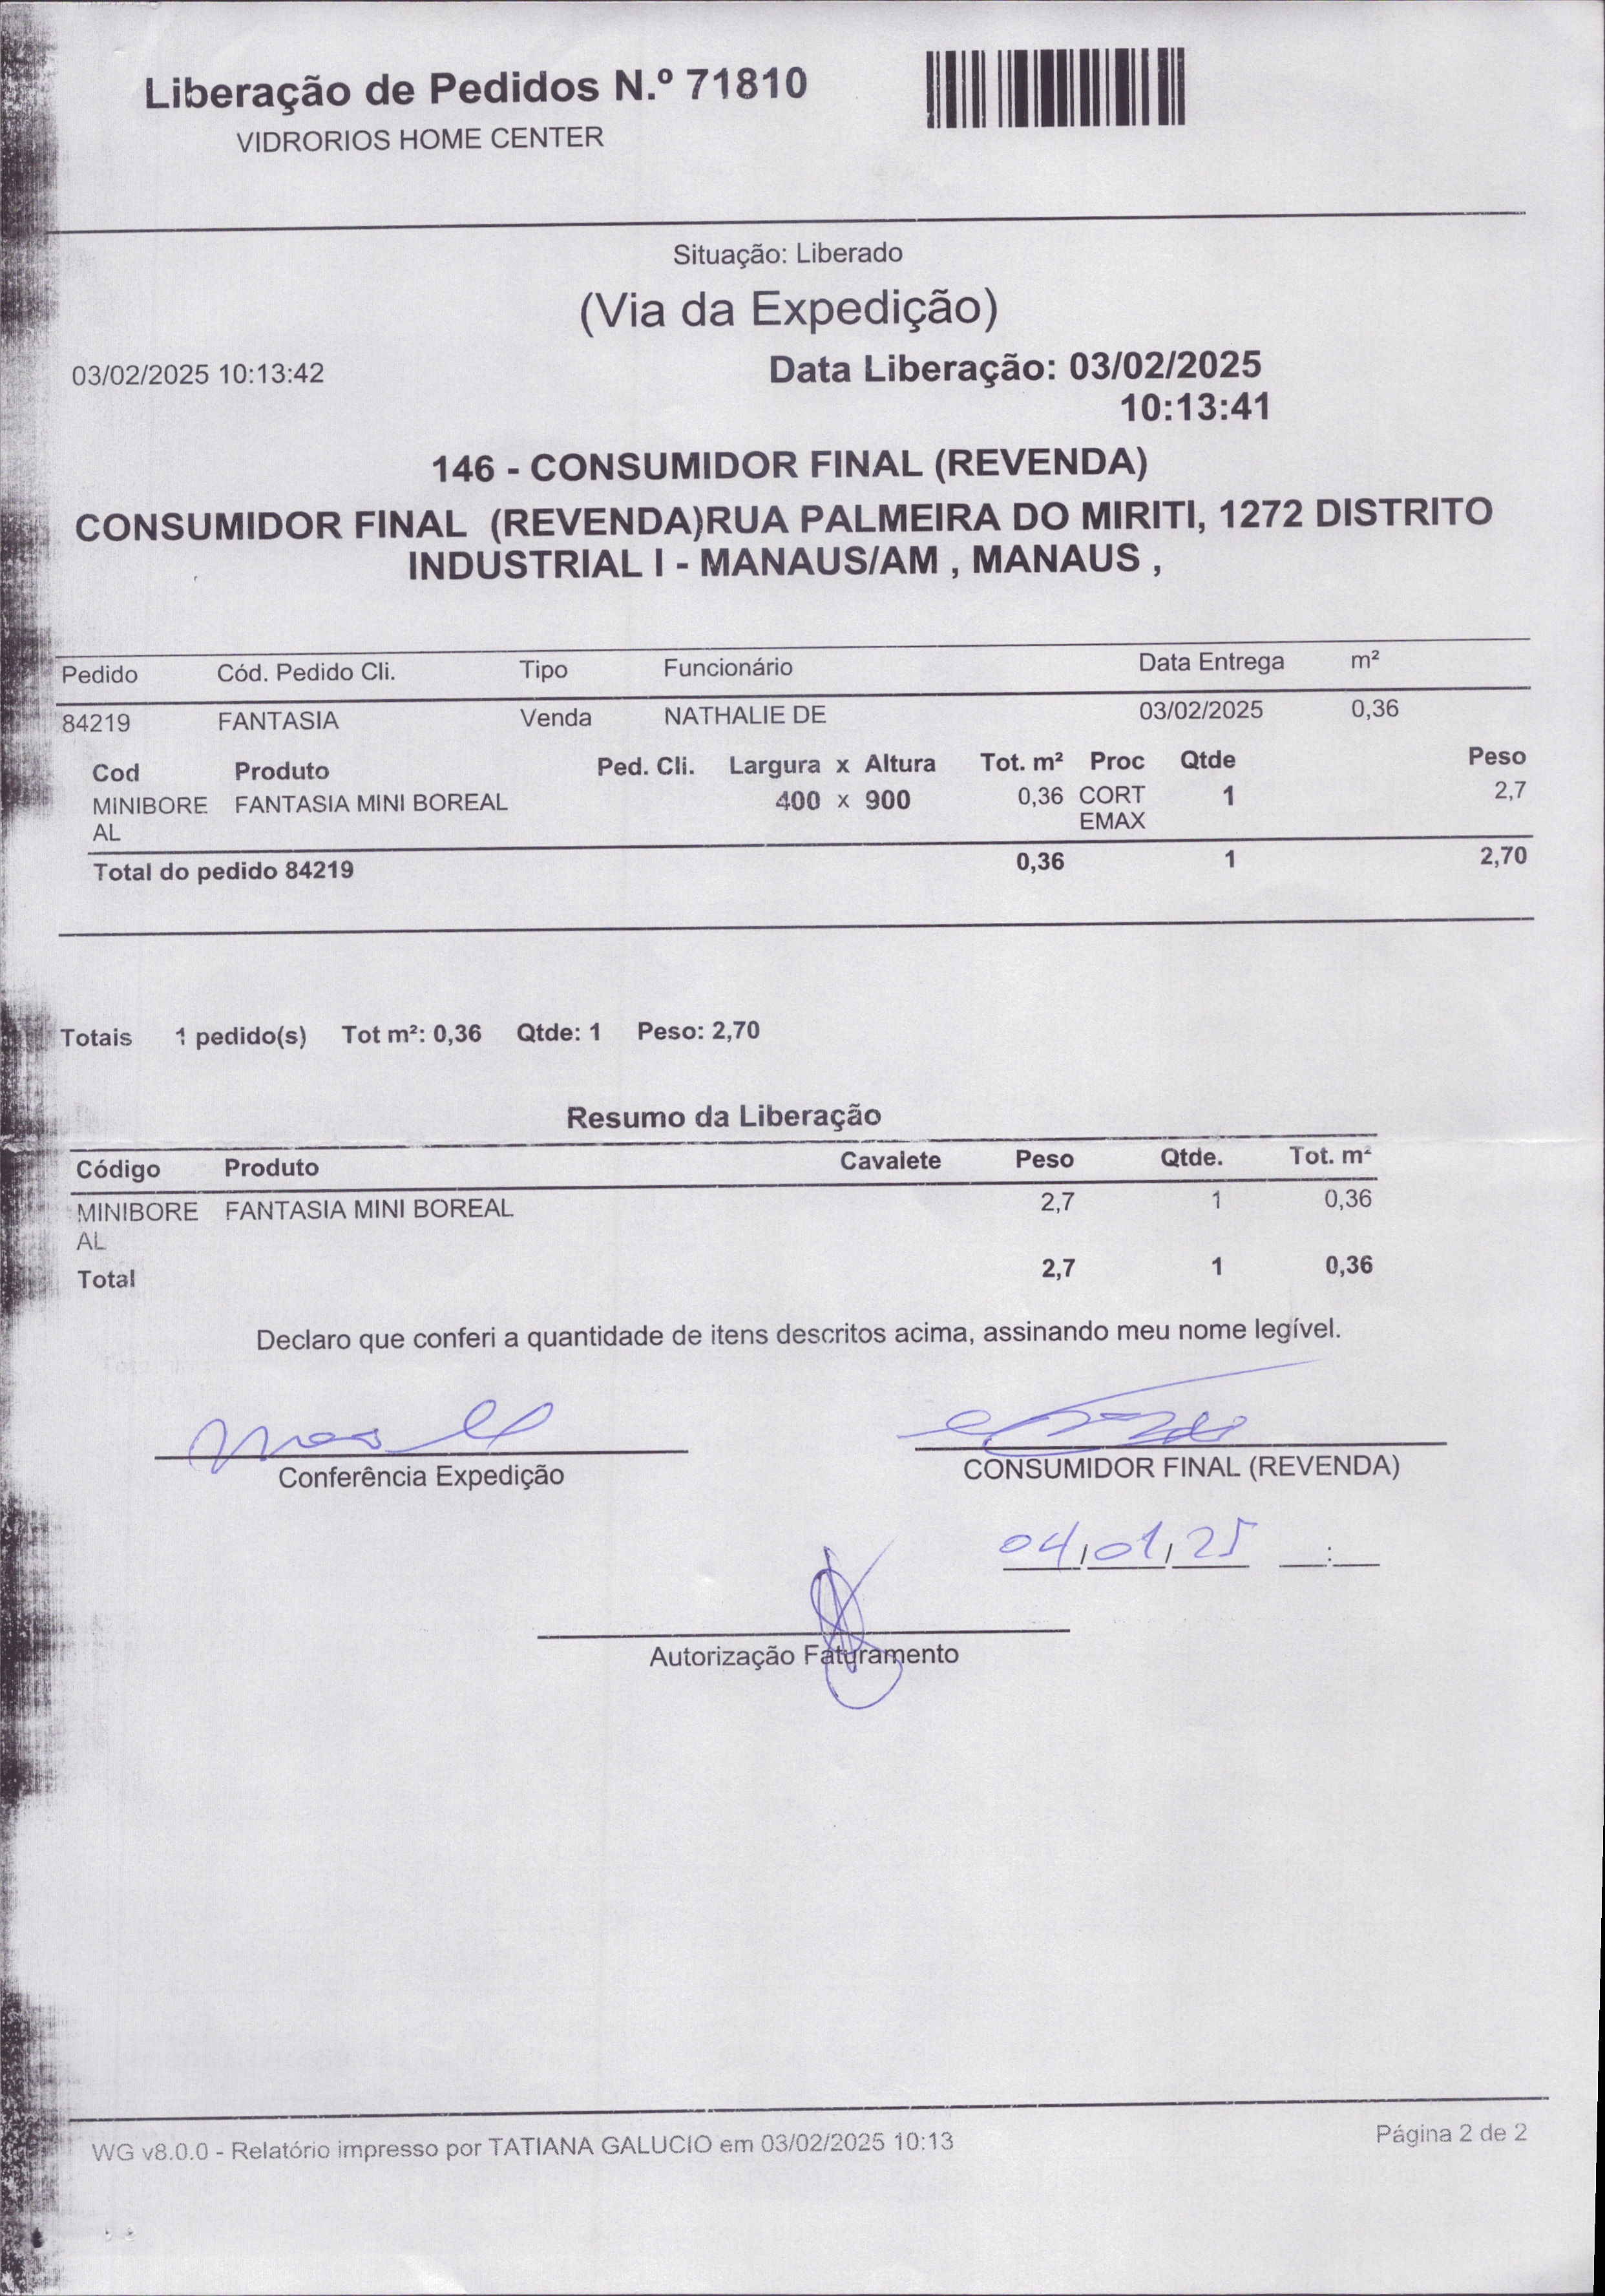 Liberação de Pedidos N.º 71810
VIDRORIOS HOME CENTER
Situação: Liberado
(Via da Expedição)
03/02/2025 10:13:42 Data Liberação: 03/02/2025
10:13:41
146 - CONSUMIDOR FINAL (REVENDA)
CONSUMIDOR FINAL (REVENDA)RUA PALMEIRA DO MIRITI, 1272 DISTRITO
INDUSTRIAL I - MANAUS/AM , MANAUS ,
Pedido Cód. Pedido Cli. Tipo Funcionário Data Entrega m²
84219 FANTASIA Venda NATHALIE DE 03/02/2025 0,36
Cod Produto Ped. Cli. Largura x Altura Tot. m² Proc Qtde Peso
MINIBORE FANTASIA MINI BOREAL 400 x 900 0,36 CORT 1 2,7
AL EMAX
Total do pedido 84219 0,36 1 2,70
Totais 1 pedido(s) Tot m²: 0,36 Qtde: 1 Peso: 2,70
Resumo da Liberação
Código Produto Cavalete Peso Qtde. Tot. m²
MINIBORE FANTASIA MINI BOREAL 2,7 1 0,36
AL
Total 2,7 1 0,36
Declaro que conferi a quantidade de itens descritos acima, assinando meu nome legível.
Conferência Expedição CONSUMIDOR FINAL (REVENDA)
04/01/25 __:__
Autorização Faturamento
WG v8.0.0 - Relatório impresso por TATIANA GALUCIO em 03/02/2025 10:13 Página 2 de 2